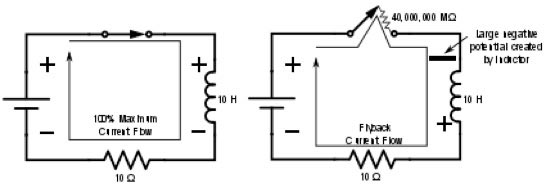 40,000,000 MΩ
Large negative
potential created
by Inductor
+
+
+
10 H
10 H
100% Maximum
Current Flow
Flyback
Current Flow
−
−
−
+
10 Ω
10 Ω